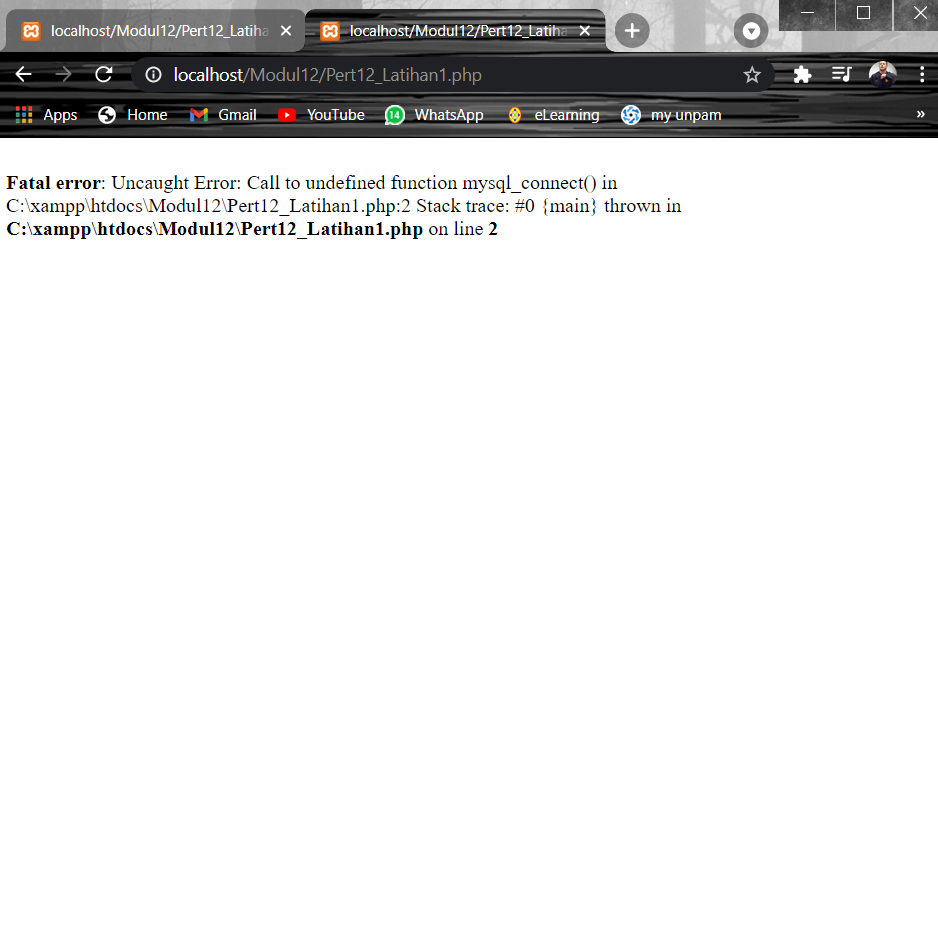 localhost/Modul12/Pert12_Latiha
localhost/Modul12/Pert12_Latiha
localhost/Modul12/Pert12_Latihan1.php
Apps Home Gmail YouTube 14 WhatsApp eLearning my unpam »
Fatal error: Uncaught Error: Call to undefined function mysql_connect() in
C:\xampp\htdocs\Modul12\Pert12_Latihan1.php:2 Stack trace: #0 {main} thrown in
C:\xampp\htdocs\Modul12\Pert12_Latihan1.php on line 2